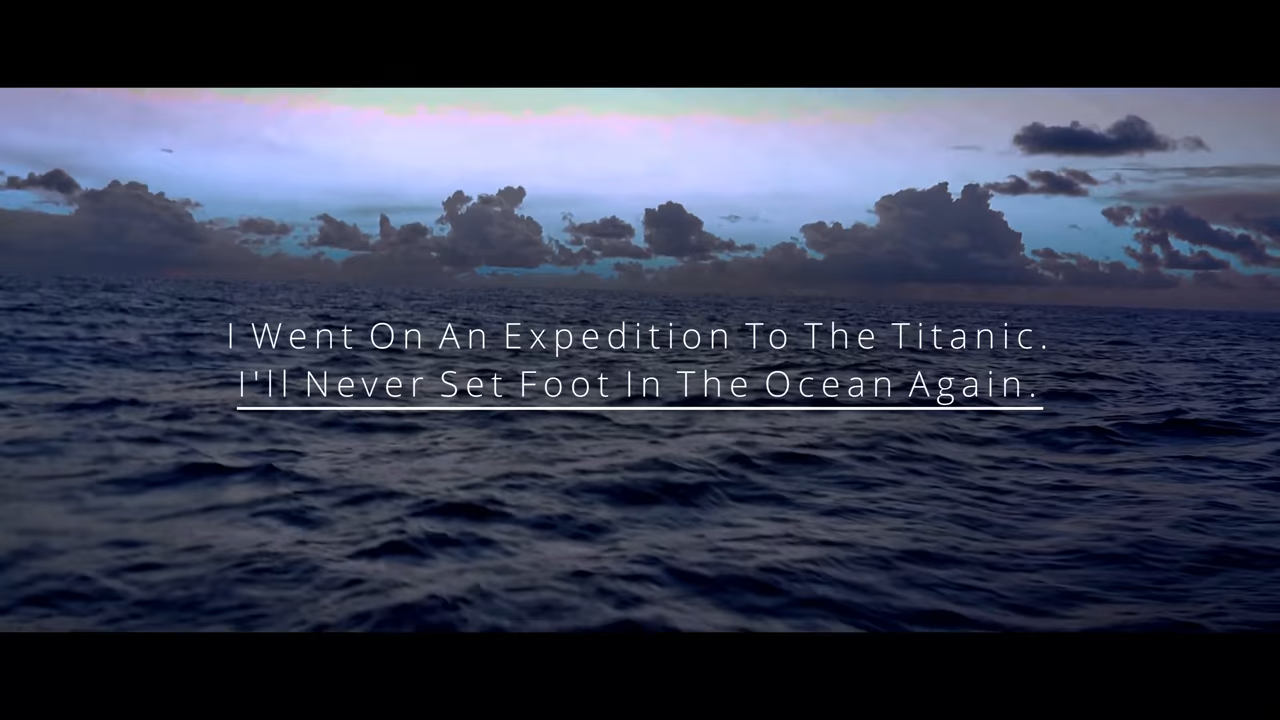 I Went On An Expedition To The Titanic.
I'll Never Set Foot In The Ocean Again.